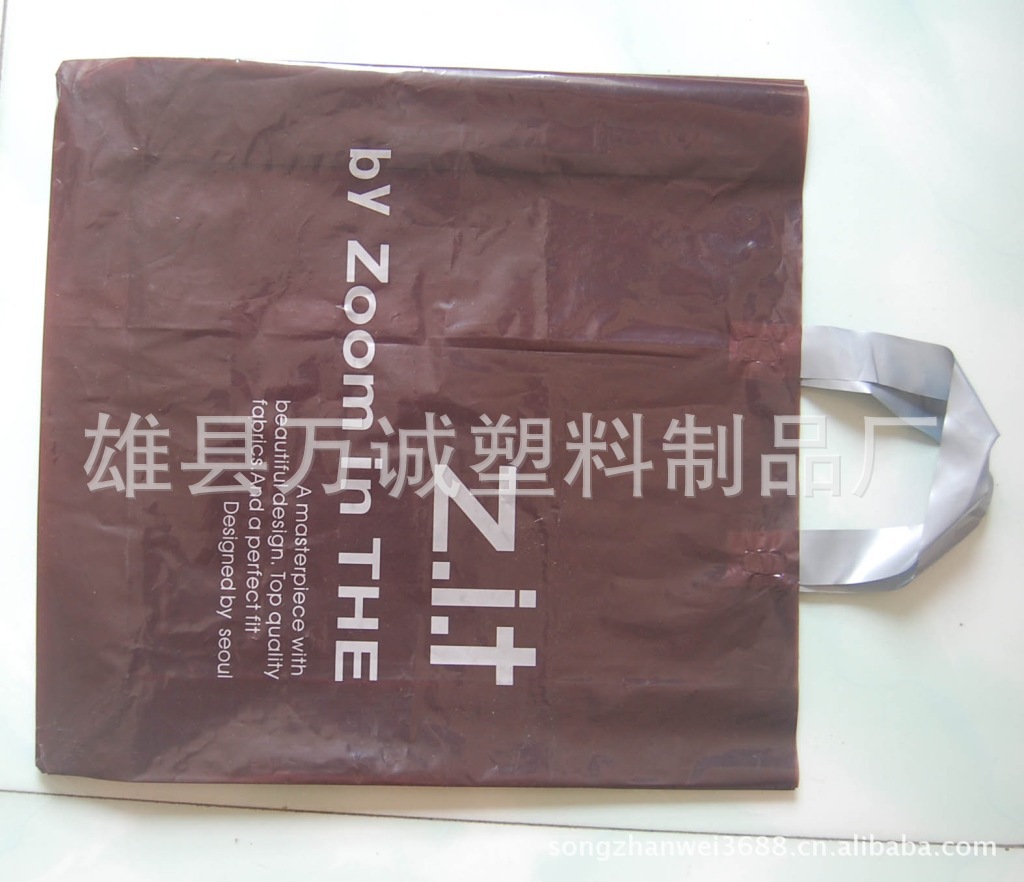 z.i.t
by Zoom in THE
A masterpiece with
beautiful design. Top quality
fabrics And a perfect fit
Designed by seoul
雄县万诚塑料制品厂
songzhanwei3688.cn.alibaba.com